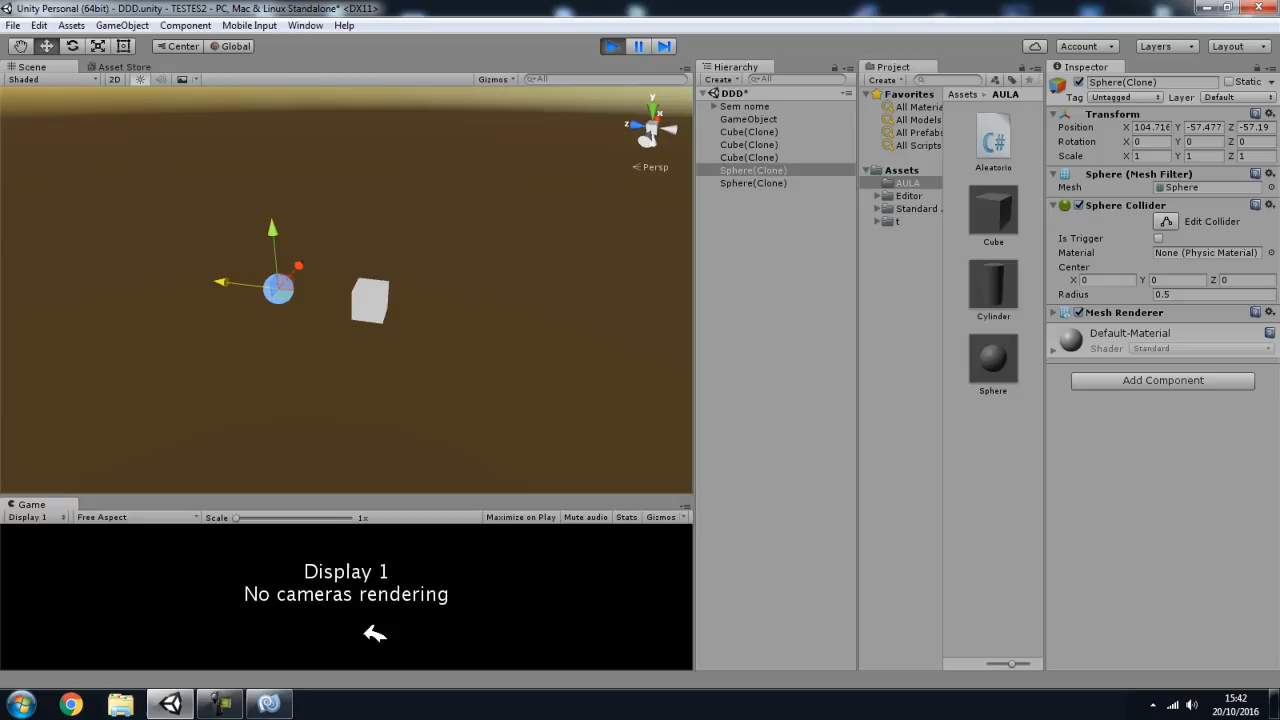 Unity Personal (64bit) - DDD.unity - TESTES2 - PC, Mac & Linux Standalone* <DX11>
File Edit Assets GameObject Component Mobile Input Window Help
Center Global Account Layers Layout
Scene Asset Store
Shaded 2D Gizmos All
y
x
z
Persp
Game
Display 1 Free Aspect Scale 1x Maximize on Play Mute audio Stats Gizmos
Display 1
No cameras rendering
Hierarchy
Create All
DDD*
Sem nome
GameObject
Cube(Clone)
Cube(Clone)
Cube(Clone)
Sphere(Clone)
Sphere(Clone)
Project
Create
Favorites
All Materia
All Models
All Prefabs
All Scripts
Assets
AULA
Editor
Standard
t
Assets AULA
C#
Aleatorio
Cube
Cylinder
Sphere
Inspector
Sphere(Clone) Static
Tag Untagged Layer Default
Transform
Position X 104.716 Y -57.477 Z -57.19
Rotation X 0 Y 0 Z 0
Scale X 1 Y 1 Z 1
Sphere (Mesh Filter)
Mesh Sphere
Sphere Collider
Edit Collider
Is Trigger
Material None (Physic Material)
Center
X 0 Y 0 Z 0
Radius 0.5
Mesh Renderer
Default-Material
Shader Standard
Add Component
15:42
20/10/2016